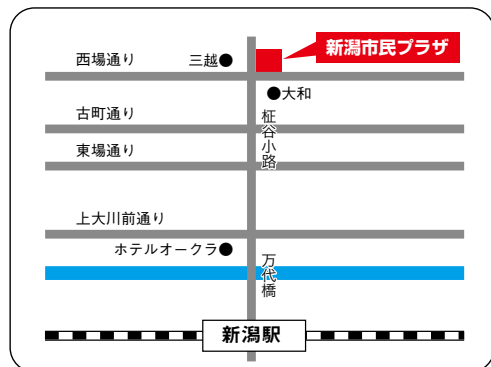 新潟市民プラザ
西場通り
三越●
●大和
古町通り
柾谷小路
東場通り
上大川前通り
ホテルオークラ●
万代橋
新潟駅